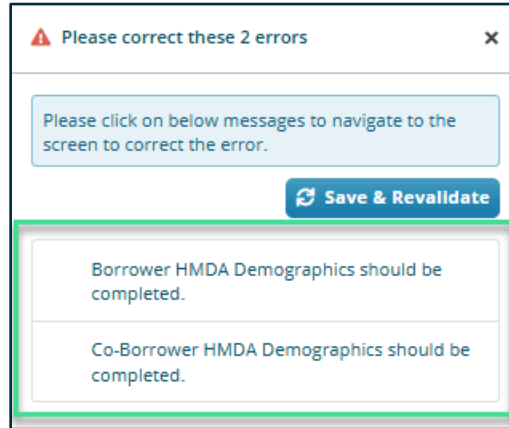 Please correct these 2 errors
Please click on below messages to navigate to the
screen to correct the error.
Save & Revalidate
Borrower HMDA Demographics should be
completed.
Co-Borrower HMDA Demographics should be
completed.